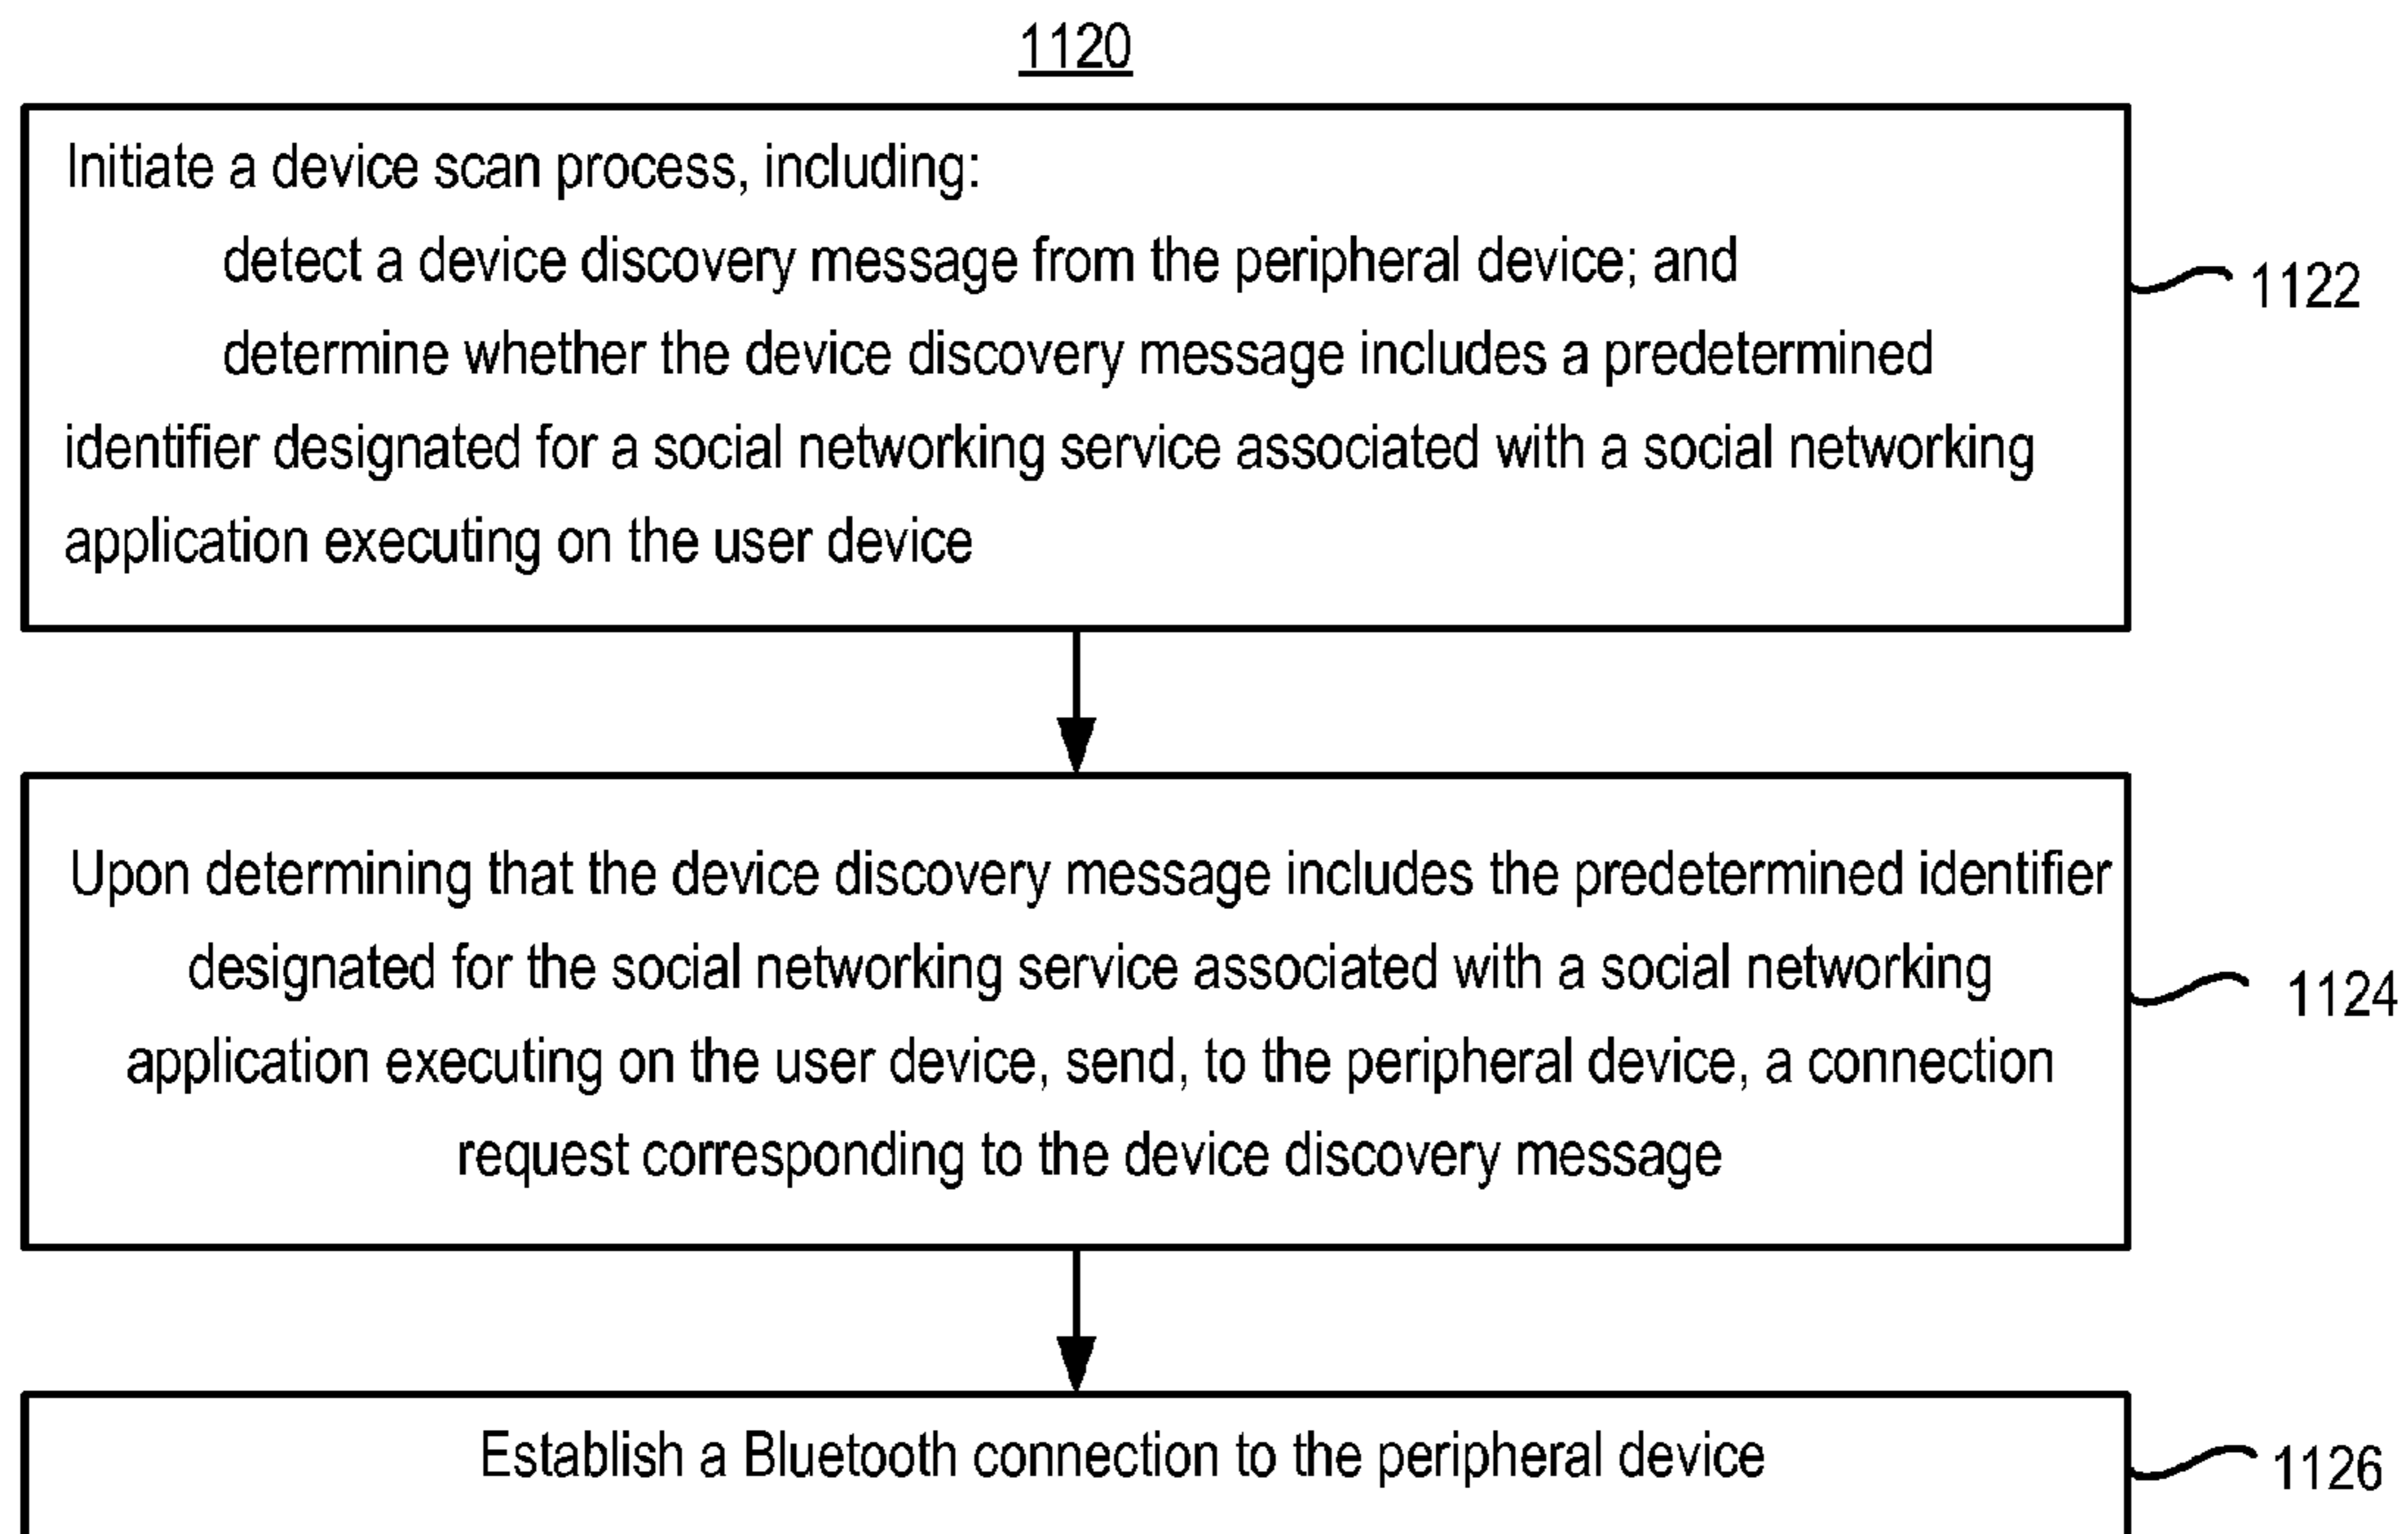 1120
Initiate a device scan process, including:
detect a device discovery message from the peripheral device; and
determine whether the device discovery message includes a predetermined
identifier designated for a social networking service associated with a social networking
application executing on the user device
1122
Upon determining that the device discovery message includes the predetermined identifier
designated for the social networking service associated with a social networking
application executing on the user device, send, to the peripheral device, a connection
request corresponding to the device discovery message
1124
Establish a Bluetooth connection to the peripheral device
1126